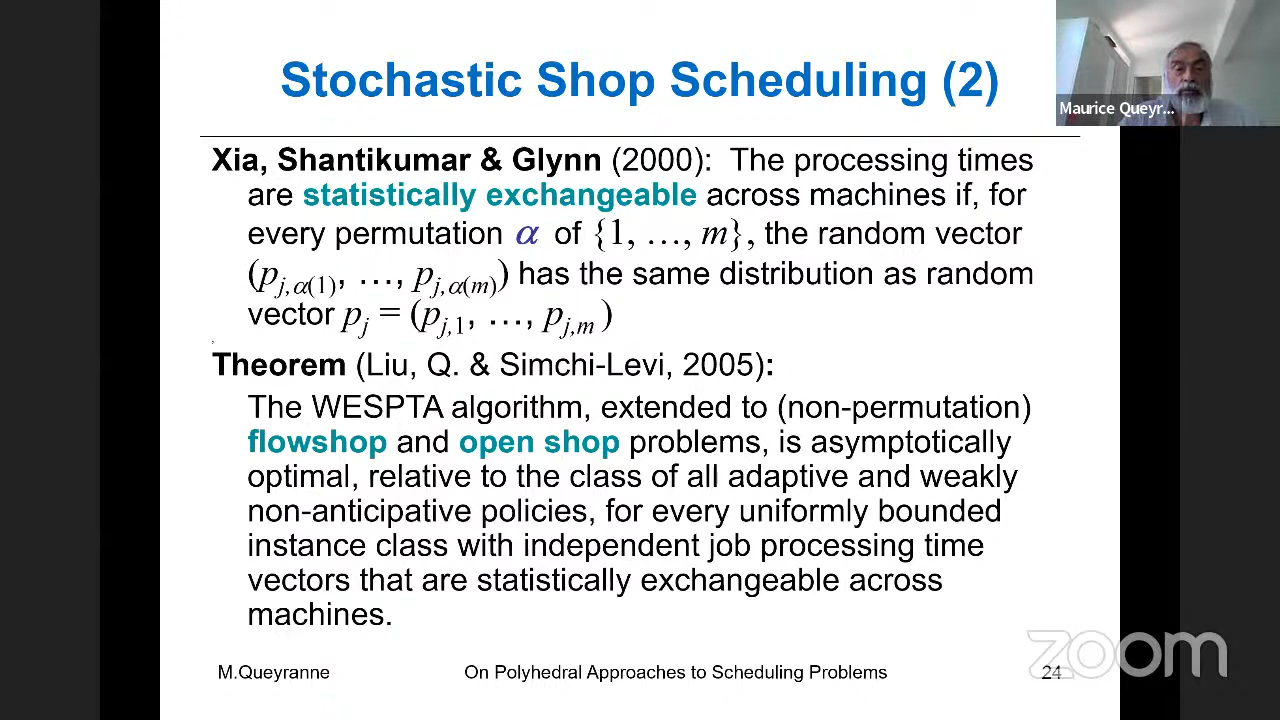 Stochastic Shop Scheduling (2)
Maurice Queyr...
Xia, Shantikumar & Glynn (2000): The processing times
are statistically exchangeable across machines if, for
every permutation α of {1, …, m}, the random vector
(p_{j,α(1)}, …, p_{j,α(m)}) has the same distribution as random
vector p_j = (p_{j,1}, …, p_{j,m} )
Theorem (Liu, Q. & Simchi-Levi, 2005):
The WESPTA algorithm, extended to (non-permutation)
flowshop and open shop problems, is asymptotically
optimal, relative to the class of all adaptive and weakly
non-anticipative policies, for every uniformly bounded
instance class with independent job processing time
vectors that are statistically exchangeable across
machines.
zoom
M.Queyranne On Polyhedral Approaches to Scheduling Problems 24